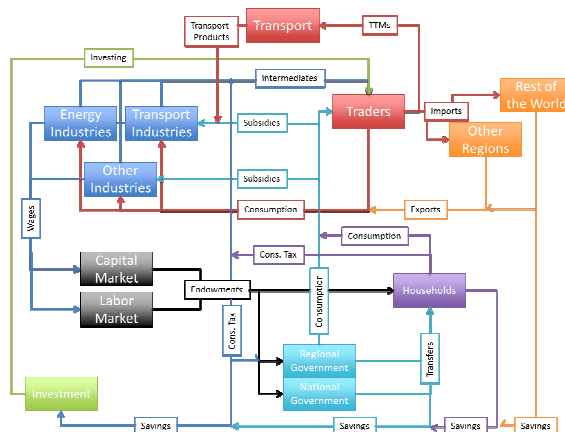 Transport
Products
Transport
TTMs
Investing
Intermediates
Energy
Industries
Transport
Industries
Subsidies
Traders
Imports
Rest of
the World
Other
Regions
Other
Industries
Subsidies
Wages
Consumption
Exports
Consumption
Cons. Tax
Capital
Market
Labor
Market
Endowments
Households
Cons. Tax
Consumption
Regional
Government
National
Government
Transfers
Investment
Savings
Savings
Savings
Savings